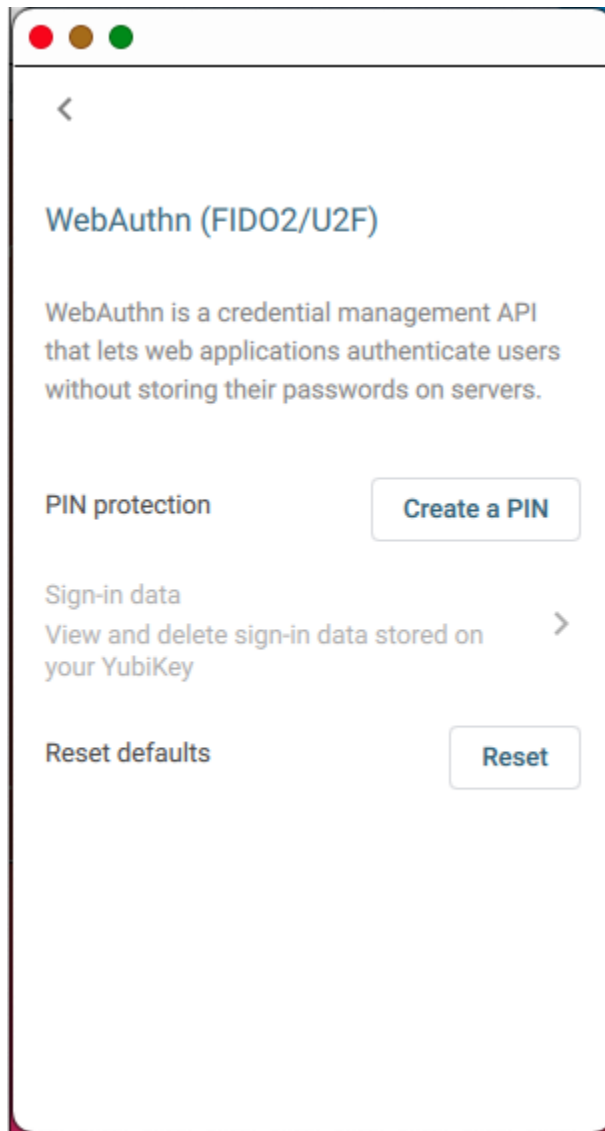 WebAuthn (FIDO2/U2F)
WebAuthn is a credential management API
that lets web applications authenticate users
without storing their passwords on servers.
PIN protection
Create a PIN
Sign-in data
View and delete sign-in data stored on
your YubiKey
Reset defaults
Reset